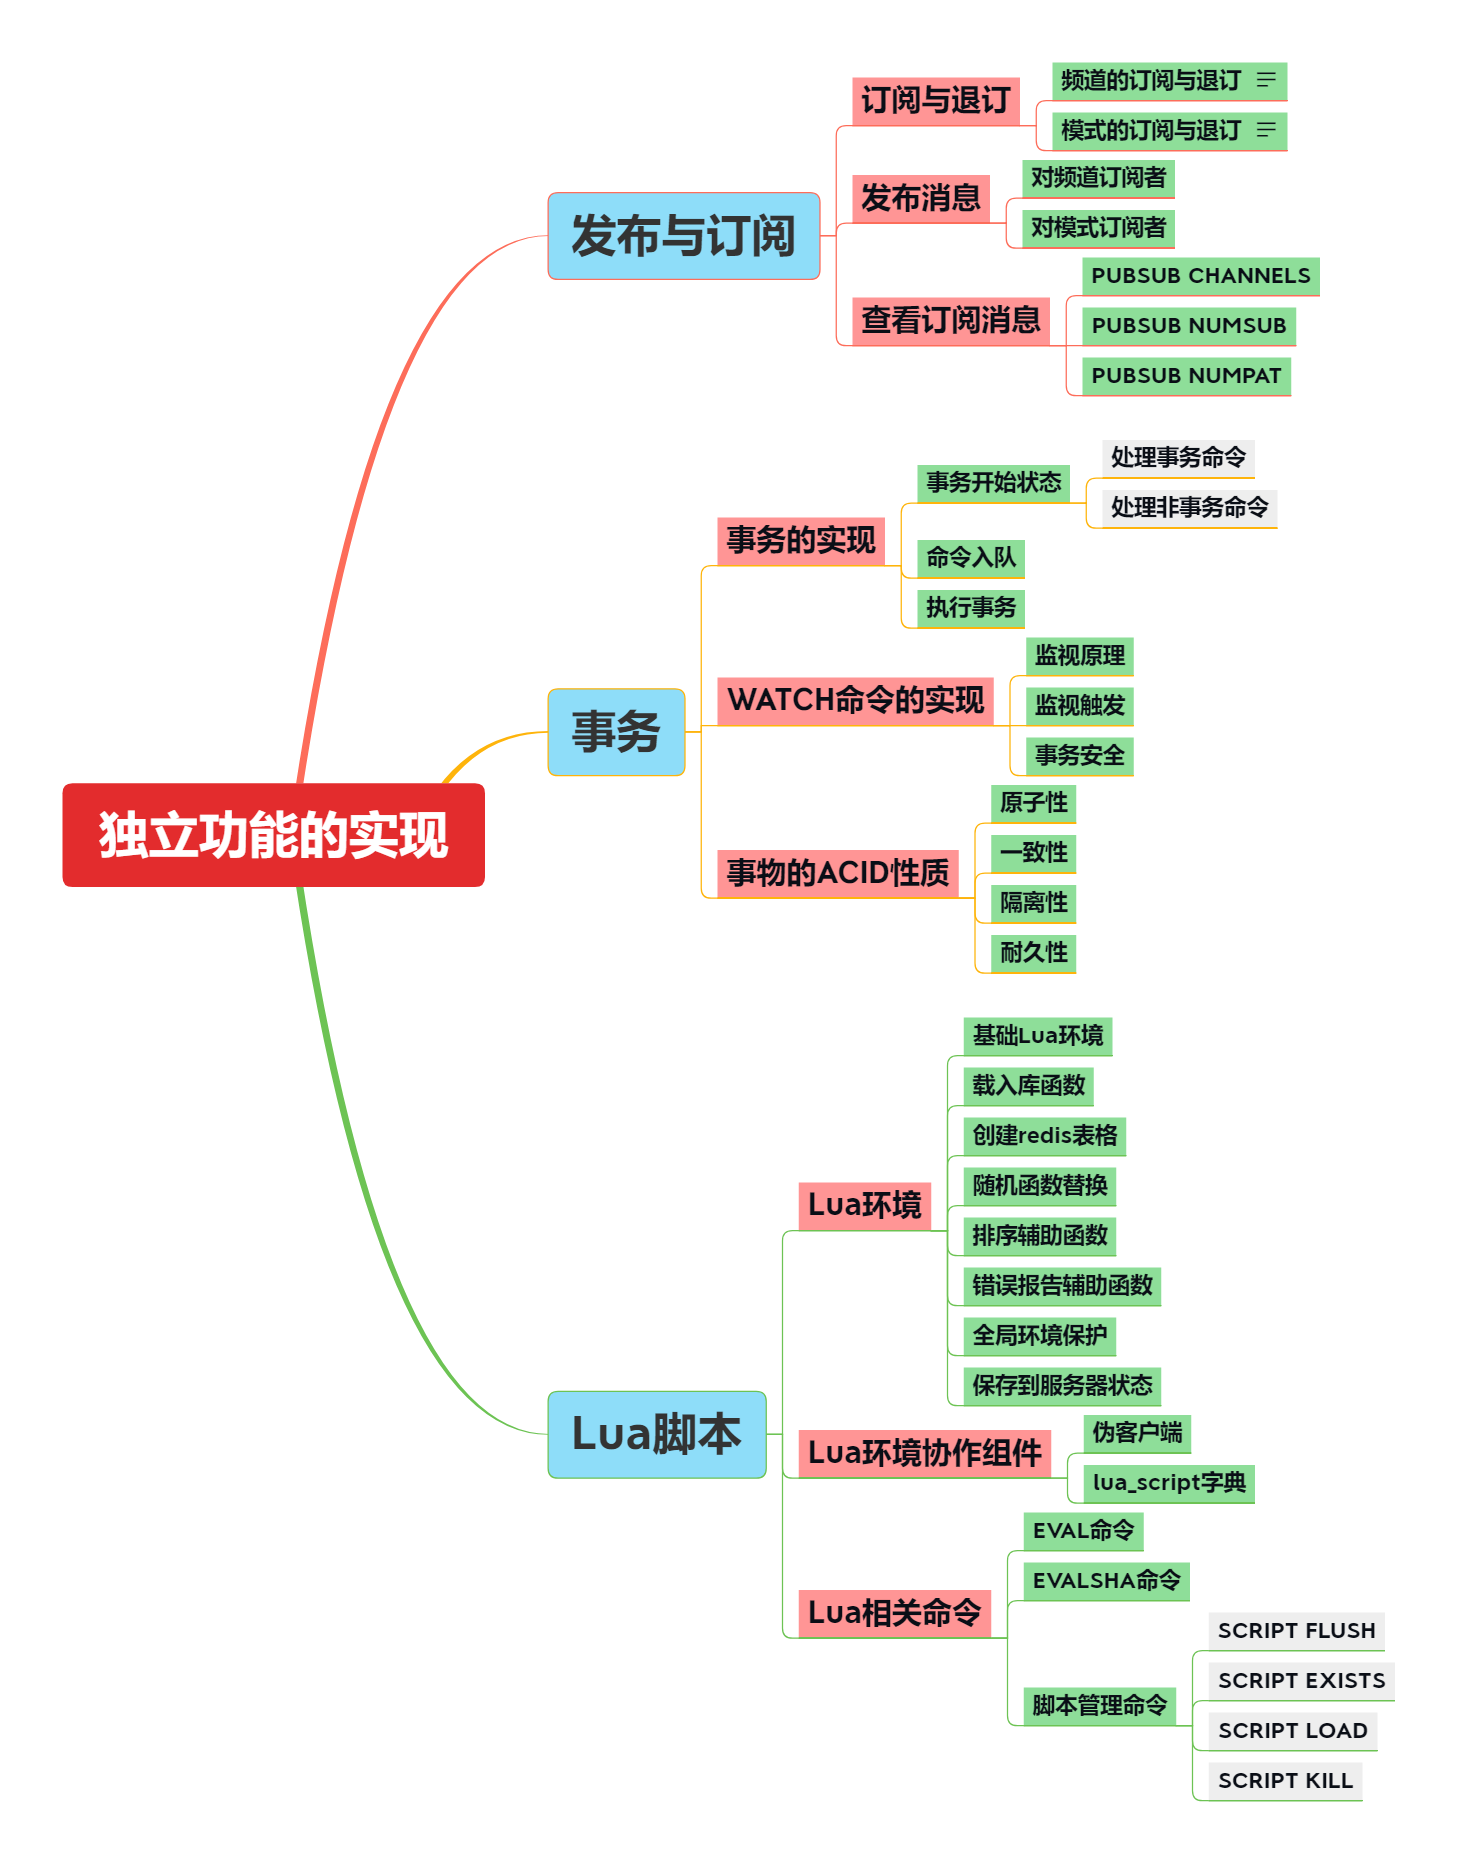 独立功能的实现
发布与订阅
订阅与退订
频道的订阅与退订
模式的订阅与退订
发布消息
对频道订阅者
对模式订阅者
查看订阅消息
PUBSUB CHANNELS
PUBSUB NUMSUB
PUBSUB NUMPAT
事务
事务的实现
事务开始状态
处理事务命令
处理非事务命令
命令入队
执行事务
WATCH命令的实现
监视原理
监视触发
事务安全
事物的ACID性质
原子性
一致性
隔离性
耐久性
Lua脚本
Lua环境
基础Lua环境
载入库函数
创建redis表格
随机函数替换
排序辅助函数
错误报告辅助函数
全局环境保护
保存到服务器状态
Lua环境协作组件
伪客户端
lua_script字典
Lua相关命令
EVAL命令
EVALSHA命令
脚本管理命令
SCRIPT FLUSH
SCRIPT EXISTS
SCRIPT LOAD
SCRIPT KILL